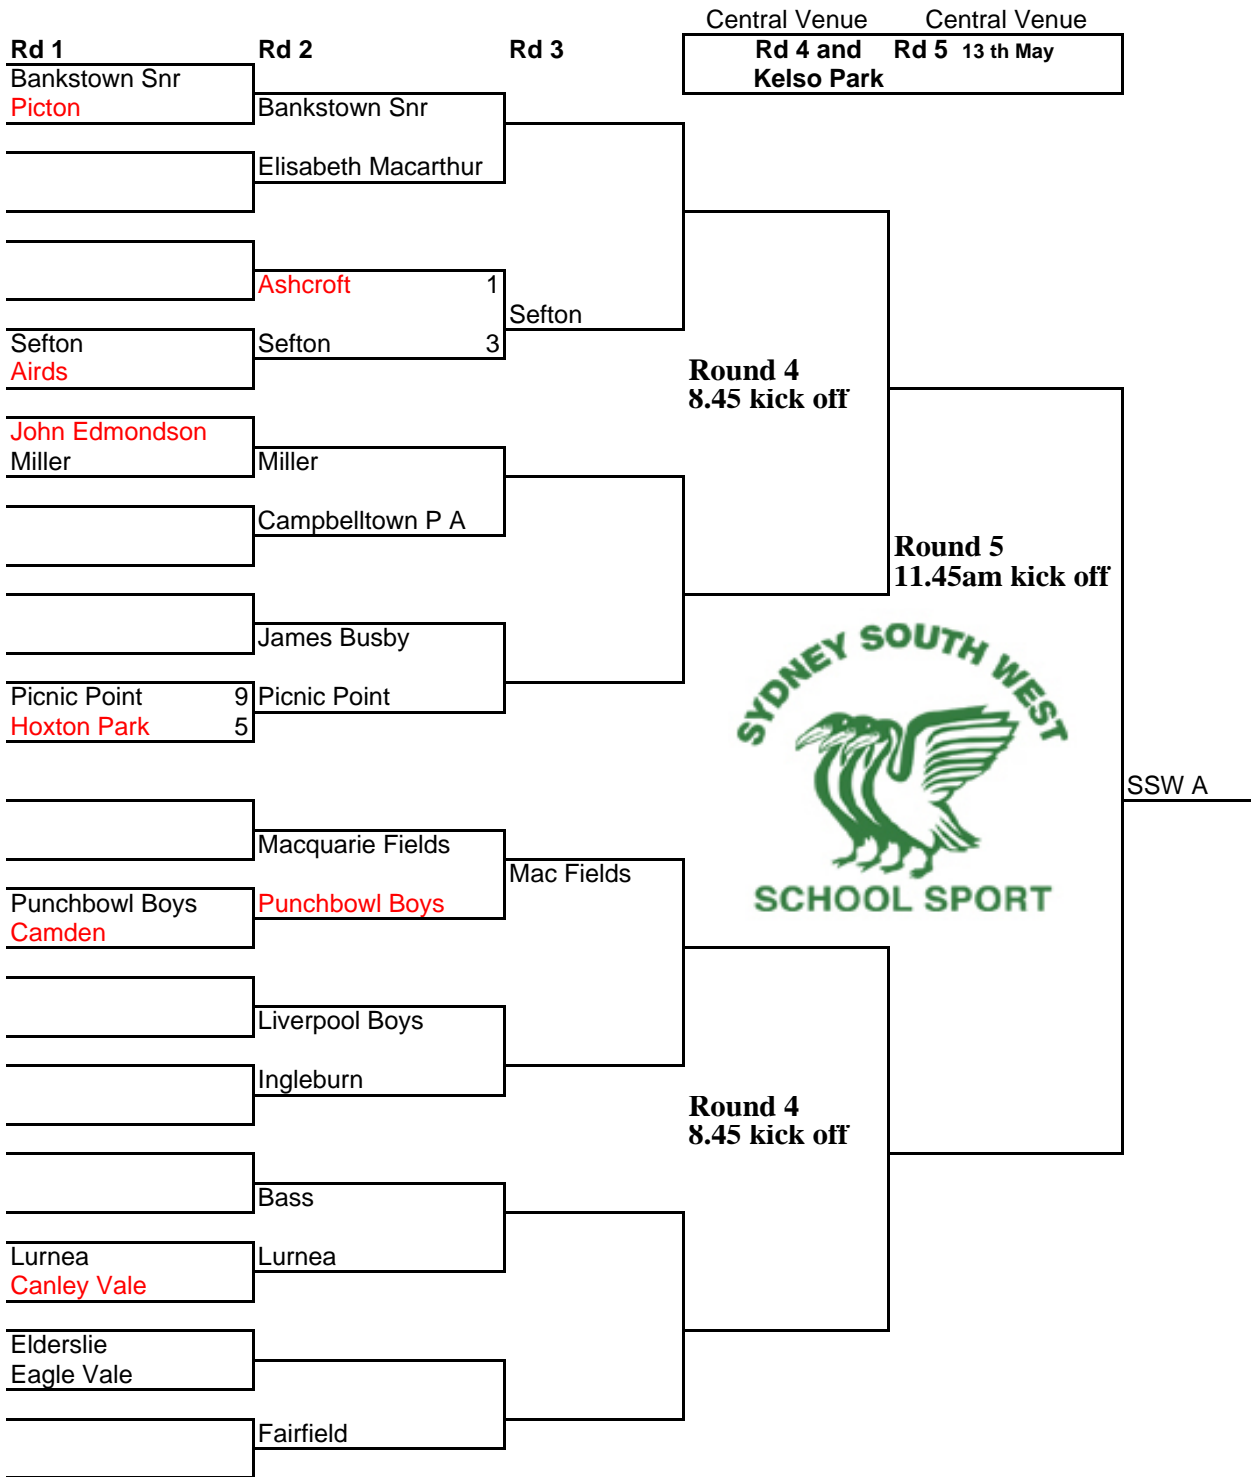 Central Venue Central Venue
Rd 1 Rd 2 Rd 3 Rd 4 and Rd 5 13 th May
Kelso Park
Bankstown Snr
Picton Bankstown Snr
Elisabeth Macarthur
Ashcroft 1
Sefton
Sefton Sefton 3
Airds
Round 4
8.45 kick off
John Edmondson
Miller Miller
Campbelltown P A
Round 5
11.45am kick off
James Busby
Picnic Point 9 Picnic Point
Hoxton Park 5
SYDNEY SOUTH WEST
SCHOOL SPORT
SSW A
Macquarie Fields
Mac Fields
Punchbowl Boys Punchbowl Boys
Camden
Liverpool Boys
Ingleburn
Round 4
8.45 kick off
Bass
Lurnea Lurnea
Canley Vale
Elderslie
Eagle Vale
Fairfield